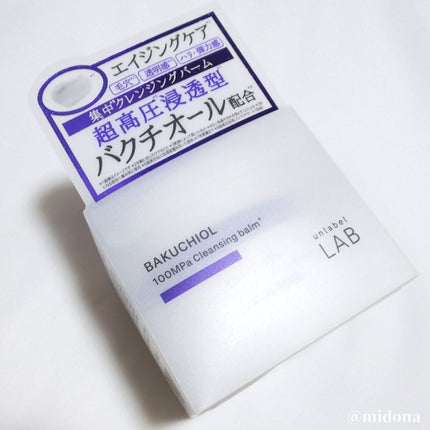 エイジングケア
毛穴 透明感 ハリ・弾力感
集中*クレンジングバーム
超高圧浸透型
バクチオール配合
BAKUCHIOL
100MPa Cleansing balm*
unlabel
LAB
@midona